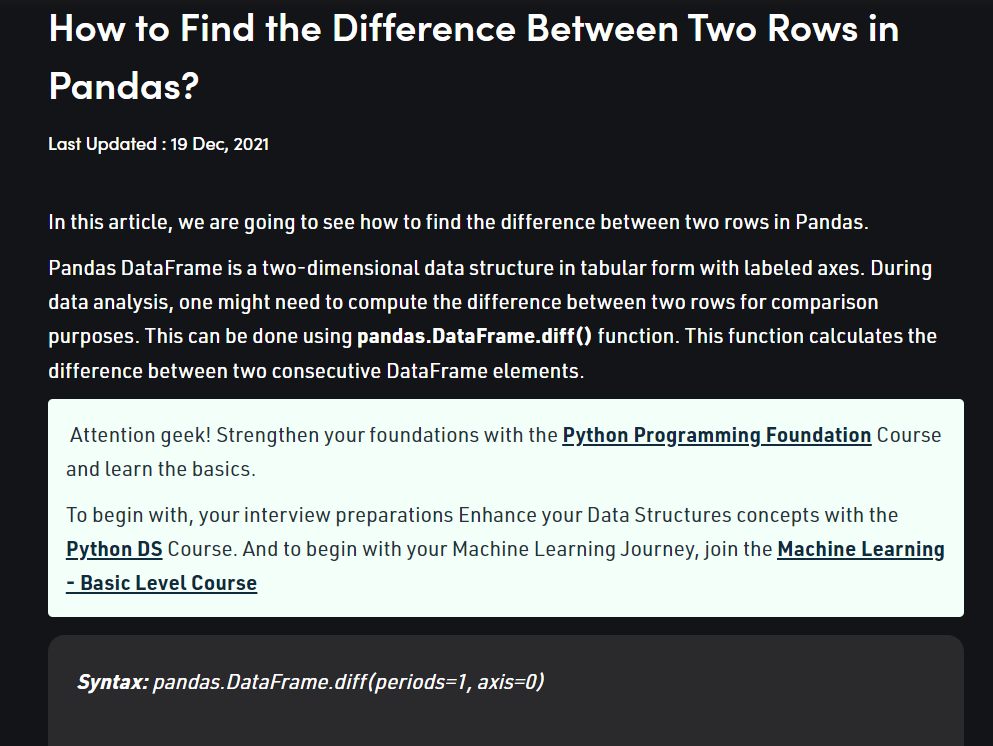 How to Find the Difference Between Two Rows in
Pandas?
Last Updated : 19 Dec, 2021
In this article, we are going to see how to find the difference between two rows in Pandas.
Pandas DataFrame is a two-dimensional data structure in tabular form with labeled axes. During
data analysis, one might need to compute the difference between two rows for comparison
purposes. This can be done using pandas.DataFrame.diff() function. This function calculates the
difference between two consecutive DataFrame elements.
Attention geek! Strengthen your foundations with the Python Programming Foundation Course
and learn the basics.
To begin with, your interview preparations Enhance your Data Structures concepts with the
Python DS Course. And to begin with your Machine Learning Journey, join the Machine Learning
- Basic Level Course
Syntax: pandas.DataFrame.diff(periods=1, axis=0)